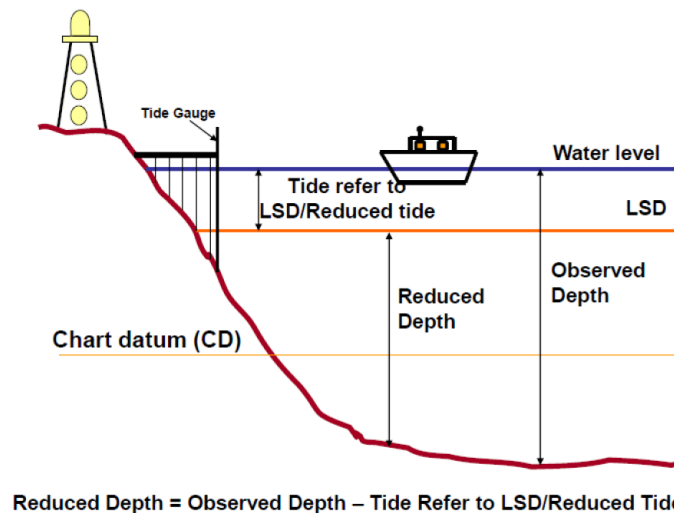 Tide Gauge
Water level
Tide refer to
LSD/Reduced tide
LSD
Observed
Depth
Reduced
Depth
Chart datum (CD)
Reduced Depth = Observed Depth – Tide Refer to LSD/Reduced Tide